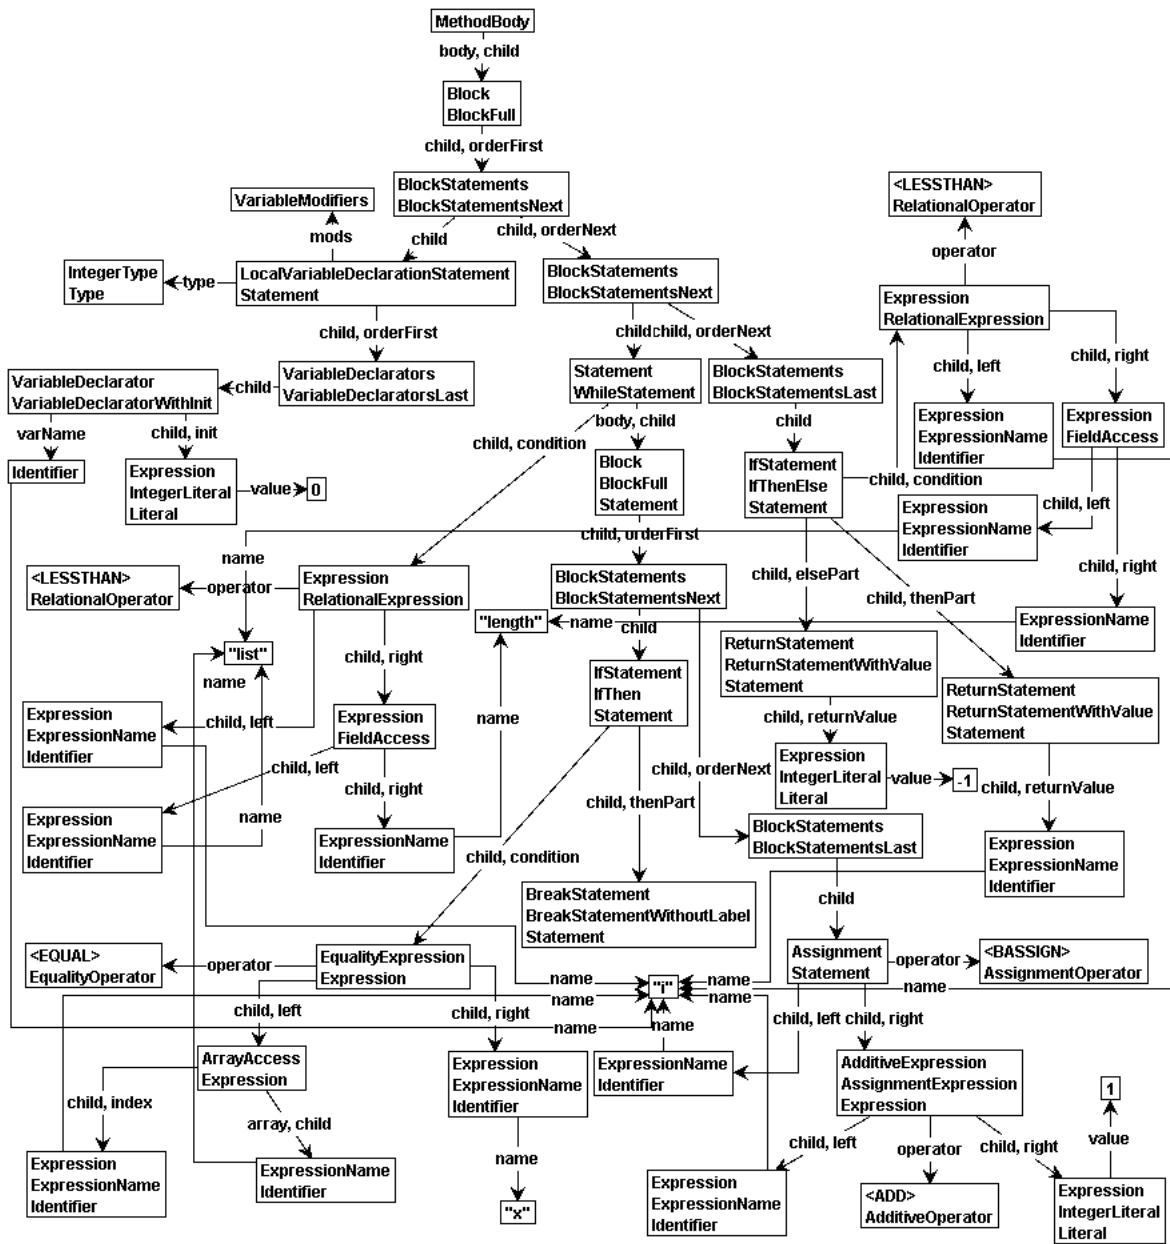 MethodBody
body, child
Block
BlockFull
child, orderFirst
BlockStatements
BlockStatementsNext
VariableModifiers
mods
child
child, orderNext
<LESSTHAN>
RelationalOperator
operator
IntegerType
Type
type
LocalVariableDeclarationStatement
Statement
BlockStatements
BlockStatementsNext
Expression
RelationalExpression
child, orderFirst
child
child, orderNext
child, left
child, right
VariableDeclarator
VariableDeclaratorWithInit
child
VariableDeclarators
VariableDeclaratorsLast
Statement
WhileStatement
BlockStatements
BlockStatementsLast
varName
child, init
child, condition
body, child
child
Expression
ExpressionName
Identifier
Expression
FieldAccess
Identifier
Expression
IntegerLiteral
Literal
value
0
Block
BlockFull
Statement
IfStatement
IfThenElse
Statement
child, condition
child, left
Expression
ExpressionName
Identifier
name
child, orderFirst
child, elsePart
child, thenPart
child, right
<LESSTHAN>
RelationalOperator
operator
Expression
RelationalExpression
BlockStatements
BlockStatementsNext
"length"
name
ExpressionName
Identifier
child
"list"
name
child, right
IfStatement
IfThen
Statement
ReturnStatement
ReturnStatementWithValue
Statement
ReturnStatement
ReturnStatementWithValue
Statement
Expression
ExpressionName
Identifier
child, left
Expression
FieldAccess
name
child, returnValue
child, left
child, right
child, orderNext
Expression
IntegerLiteral
Literal
value
-1
child, returnValue
Expression
ExpressionName
Identifier
name
ExpressionName
Identifier
child, thenPart
child, condition
BlockStatements
BlockStatementsLast
Expression
ExpressionName
Identifier
child
BreakStatement
BreakStatementWithoutLabel
Statement
<EQUAL>
EqualityOperator
operator
EqualityExpression
Expression
Assignment
Statement
operator
<BASSIGN>
AssignmentOperator
name
"i"
name
name
name
name
child, left
child, right
name
name
child, left
child, right
ArrayAccess
Expression
Expression
ExpressionName
Identifier
ExpressionName
Identifier
AdditiveExpression
AssignmentExpression
Expression
1
child, index
array, child
child, left
operator
child, right
value
name
Expression
ExpressionName
Identifier
ExpressionName
Identifier
"x"
Expression
ExpressionName
Identifier
<ADD>
AdditiveOperator
Expression
IntegerLiteral
Literal